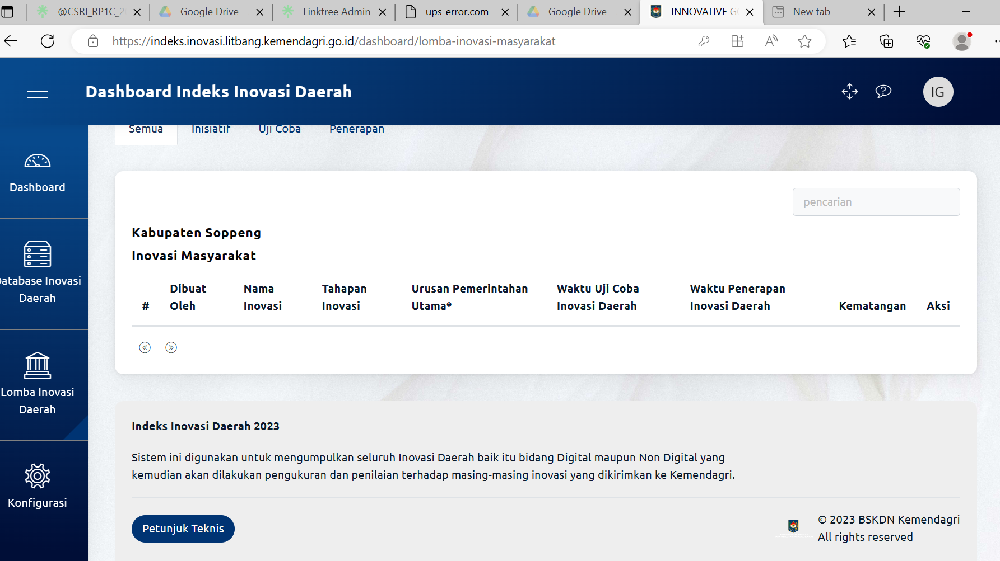 @CSRI_RP1C_2
Google Drive -
Linktree Admin
ups-error.com
Google Drive -
INNOVATIVE GO
New tab
https://indeks.inovasi.litbang.kemendagri.go.id/dashboard/lomba-inovasi-masyarakat
Dashboard Indeks Inovasi Daerah
IG
Semua
Inisiatif
Uji Coba
Penerapan
Dashboard
Database Inovasi
Daerah
Lomba Inovasi
Daerah
Konfigurasi
pencarian
Kabupaten Soppeng
Inovasi Masyarakat
#
Dibuat
Oleh
Nama
Inovasi
Tahapan
Inovasi
Urusan Pemerintahan
Utama*
Waktu Uji Coba
Inovasi Daerah
Waktu Penerapan
Inovasi Daerah
Kematangan
Aksi
Indeks Inovasi Daerah 2023
Sistem ini digunakan untuk mengumpulkan seluruh Inovasi Daerah baik itu bidang Digital maupun Non Digital yang
kemudian akan dilakukan pengukuran dan penilaian terhadap masing-masing inovasi yang dikirimkan ke Kemendagri.
Petunjuk Teknis
© 2023 BSKDN Kemendagri
All rights reserved